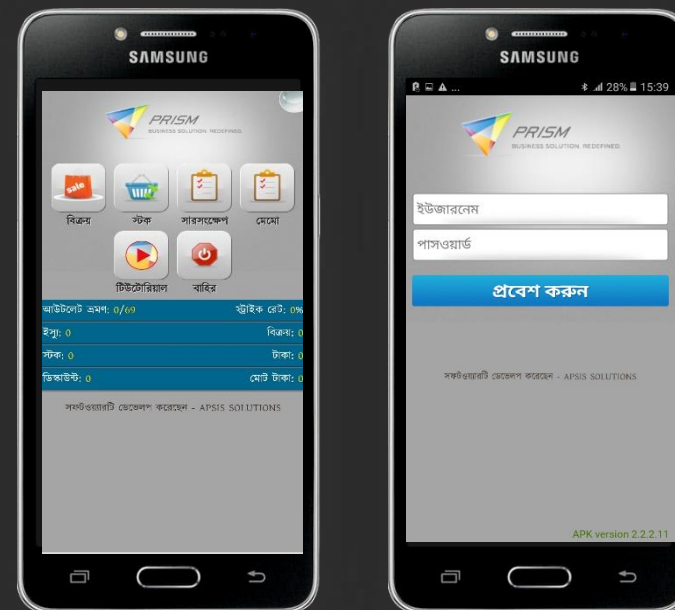 SAMSUNG
PRISM
BUSINESS SOLUTION. REDEFINED.
sale
বিক্রয় স্টক সারসংক্ষেপ মেমো
টিউটোরিয়াল বাহির
আউটলেট ভ্রমণ: 0/69 স্ট্রাইক রেট: 0%
ইস্যু: 0 বিক্রয়: 0
স্টক: 0 টাকা: 0
ডিস্কাউন্ট: 0 মোট টাকা: 0
সফটওয়্যারটি ডেভেলপ করেছেন - APSIS SOLUTIONS
SAMSUNG
... 28% 15:39
PRISM
BUSINESS SOLUTION. REDEFINED.
ইউজারনেম
পাসওয়ার্ড
প্রবেশ করুন
সফটওয়্যারটি ডেভেলপ করেছেন - APSIS SOLUTIONS
APK version 2.2.2.11